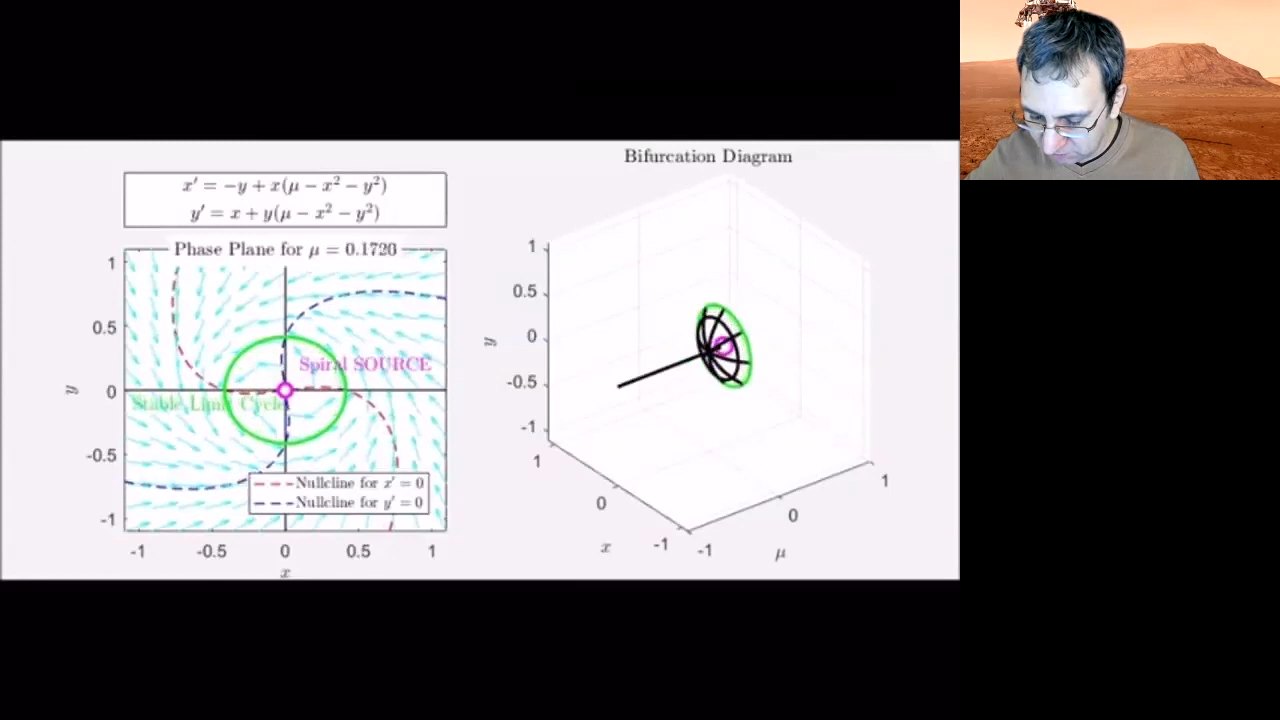 x′ = −y + x(μ − x² − y²)
y′ = x + y(μ − x² − y²)
Phase Plane for μ = 0.1720
1
0.5
0
-0.5
-1
y
Spiral SOURCE
Stable Limit Cycle
Nullcline for x′ = 0
Nullcline for y′ = 0
-1 -0.5 0 0.5 1
x
Bifurcation Diagram
1
0.5
0
-0.5
-1
y
1
0
-1
x
-1
0
1
μ